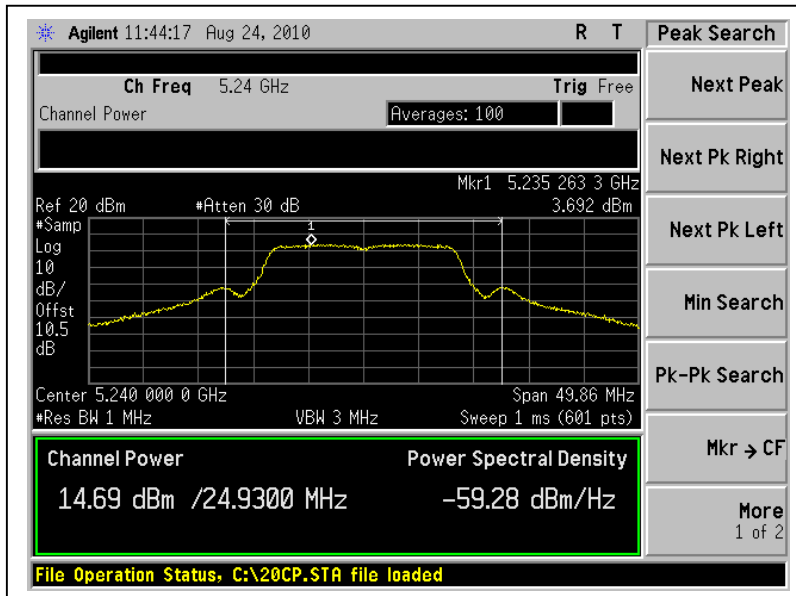 Agilent 11:44:17 Aug 24, 2010 R T
Peak Search
Ch Freq 5.24 GHz Trig Free
Channel Power Averages: 100
Mkr1 5.235 263 3 GHz
Ref 20 dBm #Atten 30 dB 3.692 dBm
#Samp
Log
10
dB/
Offst
10.5
dB
1
Center 5.240 000 0 GHz Span 49.86 MHz
#Res BW 1 MHz VBW 3 MHz Sweep 1 ms (601 pts)
Channel Power Power Spectral Density
14.69 dBm /24.9300 MHz -59.28 dBm/Hz
File Operation Status, C:\20CP.STA file loaded
Next Peak
Next Pk Right
Next Pk Left
Min Search
Pk-Pk Search
Mkr → CF
More
1 of 2